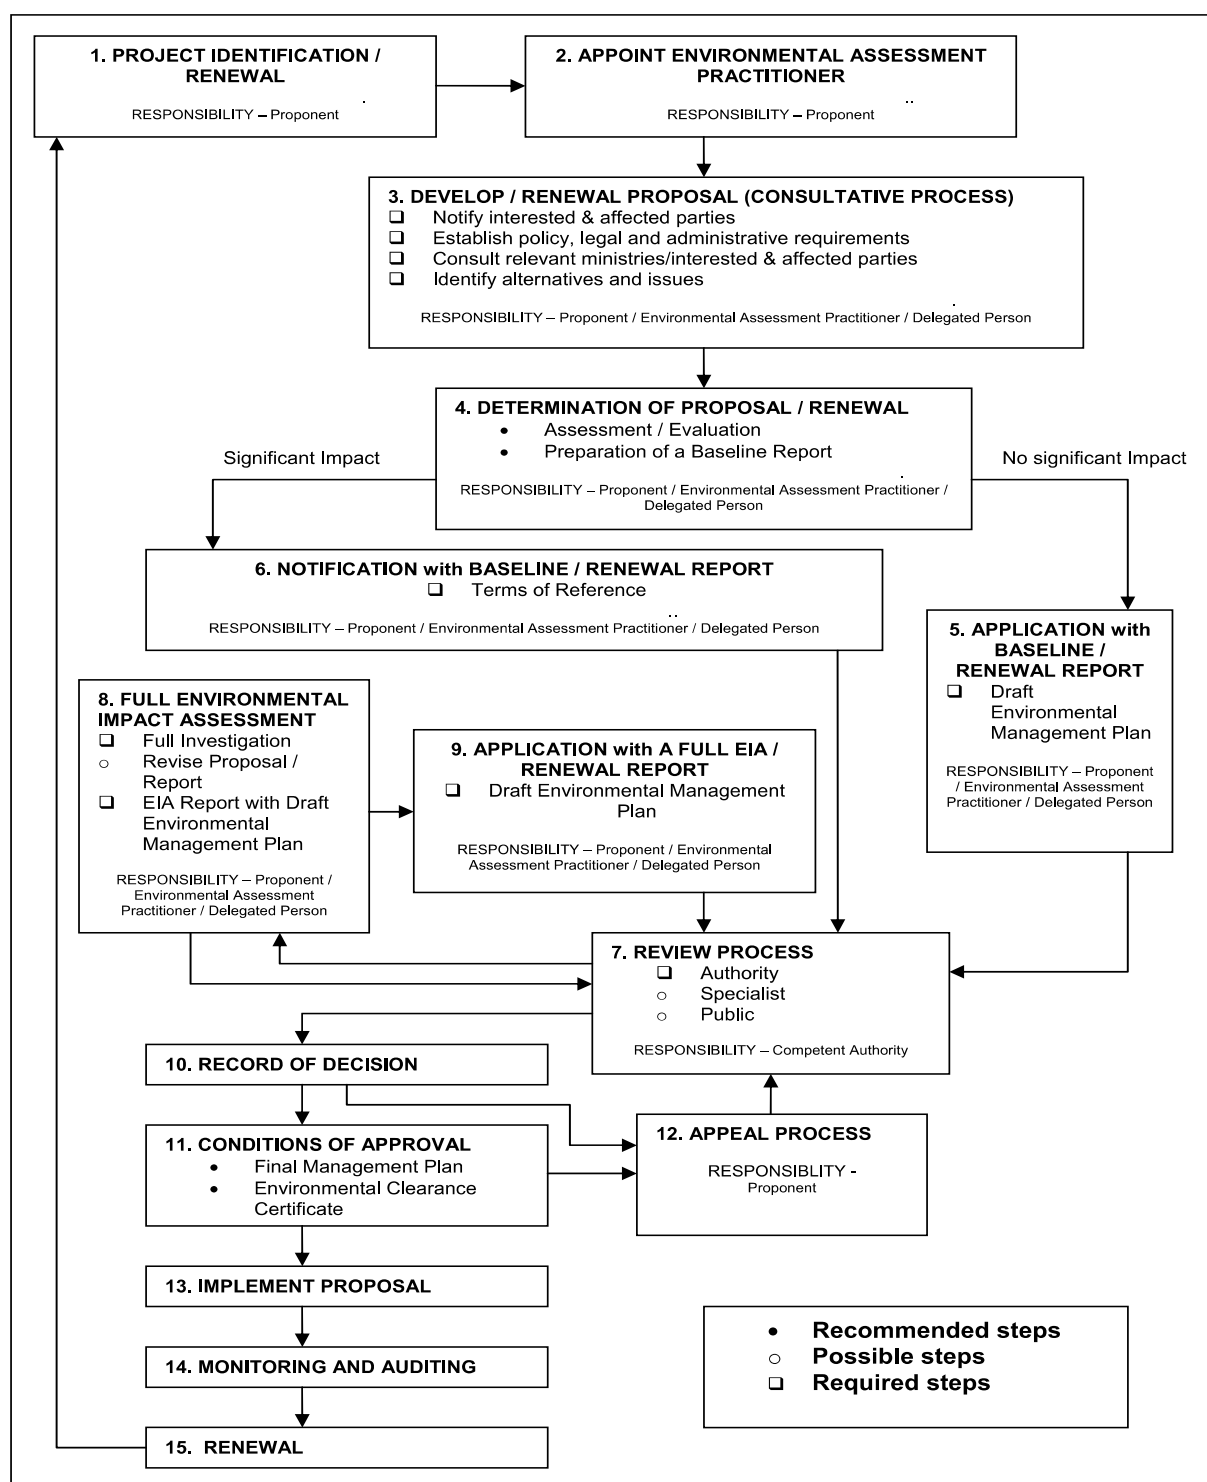 1. PROJECT IDENTIFICATION /
RENEWAL
RESPONSIBILITY – Proponent
2. APPOINT ENVIRONMENTAL ASSESSMENT
PRACTITIONER
RESPONSIBILITY – Proponent
3. DEVELOP / RENEWAL PROPOSAL (CONSULTATIVE PROCESS)
❑ Notify interested & affected parties
❑ Establish policy, legal and administrative requirements
❑ Consult relevant ministries/interested & affected parties
❑ Identify alternatives and issues
RESPONSIBILITY – Proponent / Environmental Assessment Practitioner / Delegated Person
4. DETERMINATION OF PROPOSAL / RENEWAL
• Assessment / Evaluation
• Preparation of a Baseline Report
RESPONSIBILITY – Proponent / Environmental Assessment Practitioner /
Delegated Person
Significant Impact
No significant Impact
6. NOTIFICATION with BASELINE / RENEWAL REPORT
❑ Terms of Reference
RESPONSIBILITY – Proponent / Environmental Assessment Practitioner / Delegated Person
5. APPLICATION with
BASELINE /
RENEWAL REPORT
❑ Draft
Environmental
Management Plan
RESPONSIBILITY – Proponent
/ Environmental Assessment
Practitioner / Delegated Person
8. FULL ENVIRONMENTAL
IMPACT ASSESSMENT
❑ Full Investigation
○ Revise Proposal /
Report
❑ EIA Report with Draft
Environmental
Management Plan
RESPONSIBILITY – Proponent /
Environmental Assessment
Practitioner / Delegated Person
9. APPLICATION with A FULL EIA /
RENEWAL REPORT
❑ Draft Environmental Management
Plan
RESPONSIBILITY – Proponent / Environmental
Assessment Practitioner / Delegated Person
7. REVIEW PROCESS
❑ Authority
○ Specialist
○ Public
RESPONSIBILITY – Competent Authority
10. RECORD OF DECISION
11. CONDITIONS OF APPROVAL
• Final Management Plan
• Environmental Clearance
Certificate
12. APPEAL PROCESS
RESPONSIBLITY -
Proponent
13. IMPLEMENT PROPOSAL
14. MONITORING AND AUDITING
15. RENEWAL
• Recommended steps
○ Possible steps
❑ Required steps